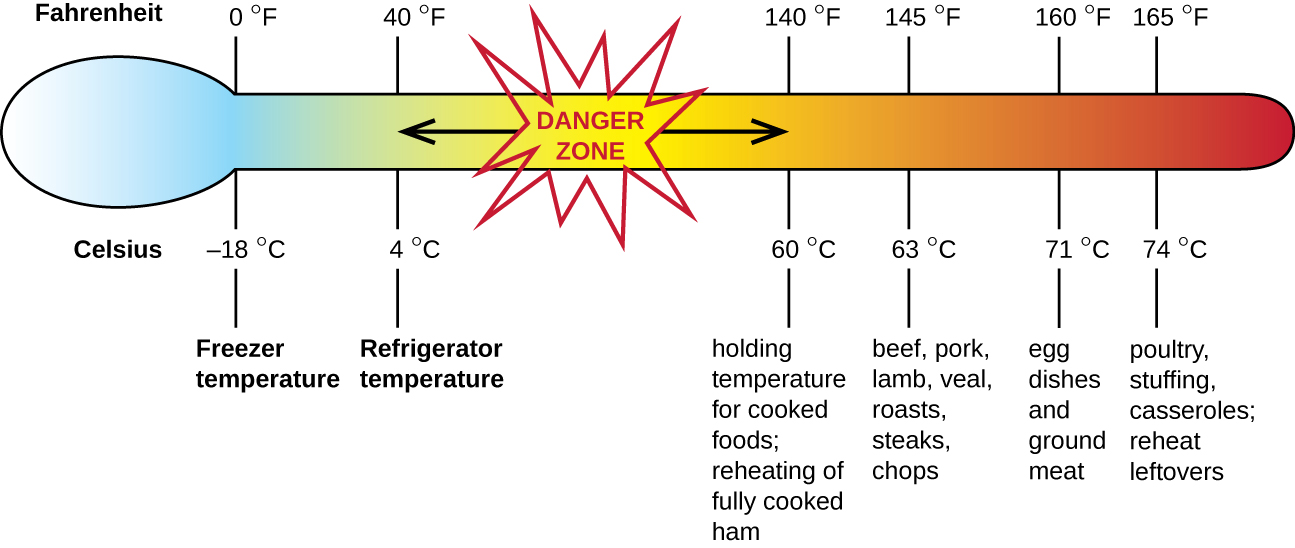 Fahrenheit 0 °F 40 °F 140 °F 145 °F 160 °F 165 °F
DANGER
ZONE
Celsius –18 °C 4 °C 60 °C 63 °C 71 °C 74 °C
Freezer
temperature
Refrigerator
temperature
holding
temperature
for cooked
foods;
reheating of
fully cooked
ham
beef, pork,
lamb, veal,
roasts,
steaks,
chops
egg
dishes
and
ground
meat
poultry,
stuffing,
casseroles;
reheat
leftovers